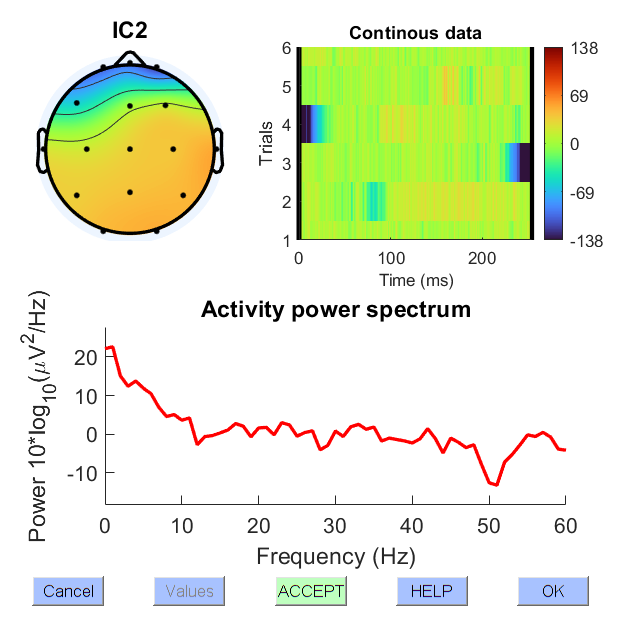 IC2
Continous data
6
5
4
3
2
1
Trials
0
100
200
Time (ms)
138
69
0
-69
-138
Activity power spectrum
Power 10*log10(μV2/Hz)
20
10
0
-10
0
10
20
30
40
50
60
Frequency (Hz)
Cancel
Values
ACCEPT
HELP
OK